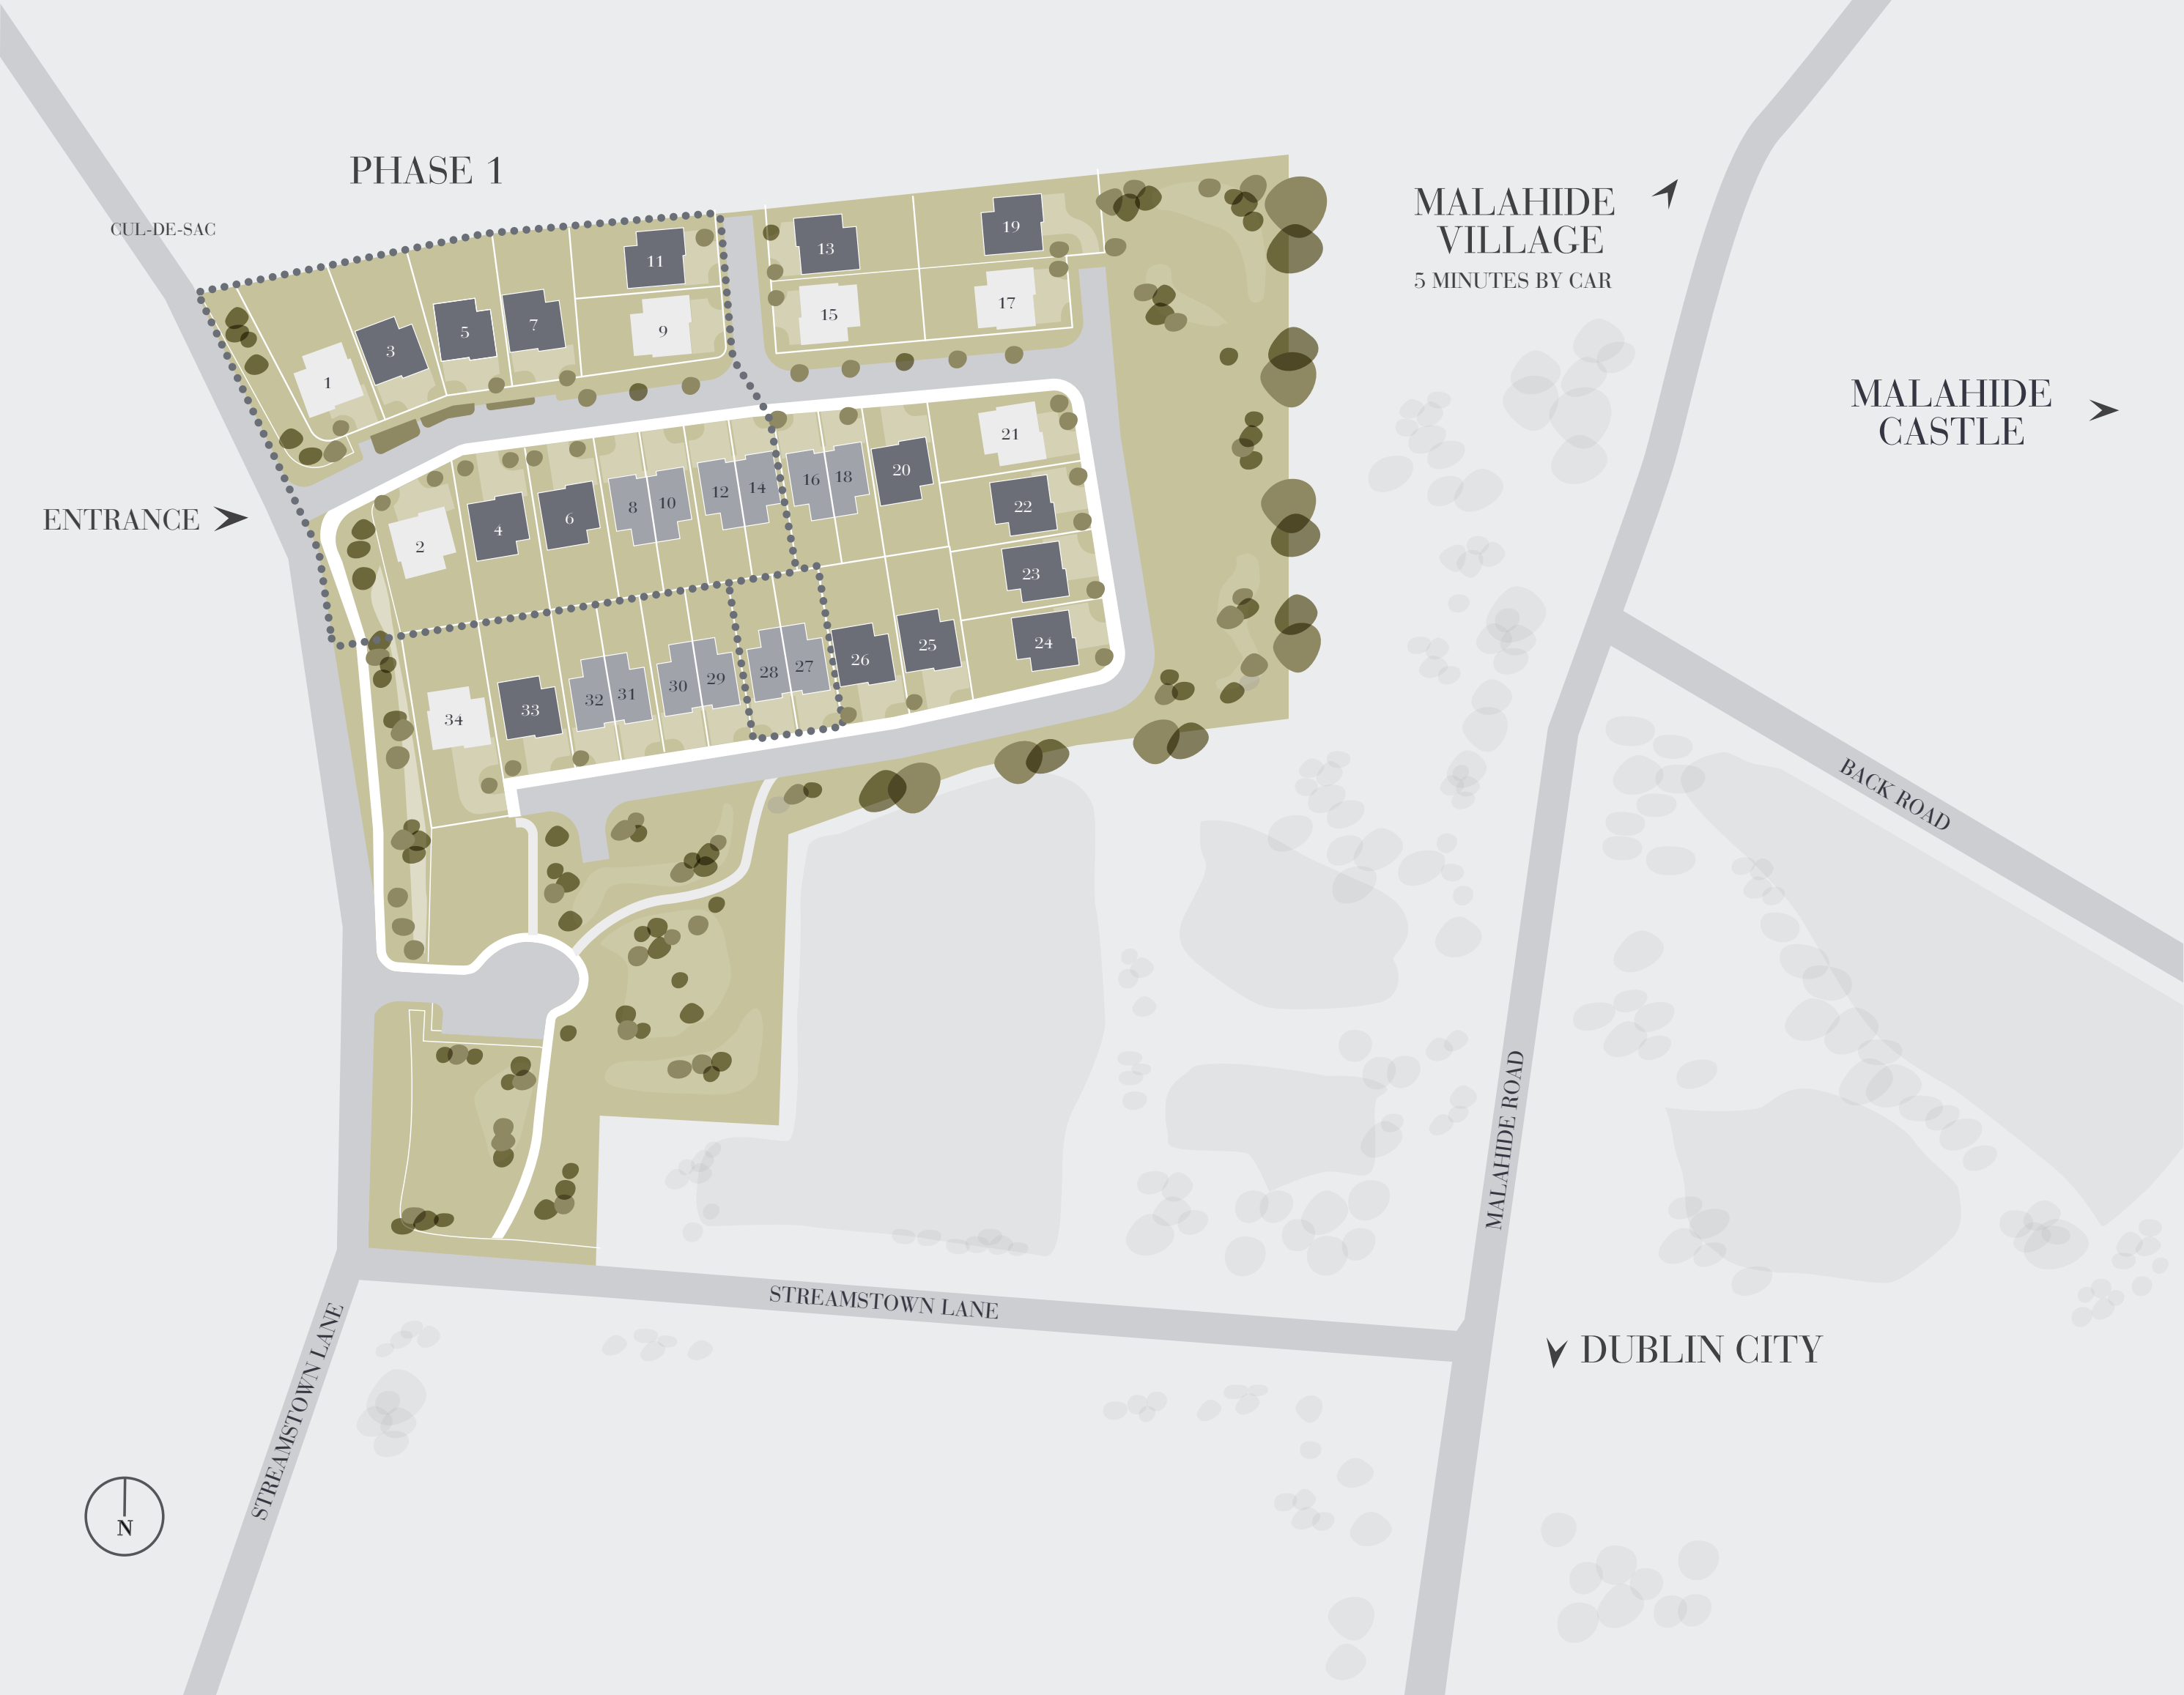 PHASE 1
CUL-DE-SAC
ENTRANCE
MALAHIDE
VILLAGE
5 MINUTES BY CAR
MALAHIDE
CASTLE
1
3
5
7
11
9
13
15
19
17
2
4
6
8
10
12
14
16
18
20
21
22
23
24
34
33
32
31
30
29
28
27
26
25
BACK ROAD
MALAHIDE ROAD
STREAMSTOWN LANE
STREAMSTOWN LANE
DUBLIN CITY
N